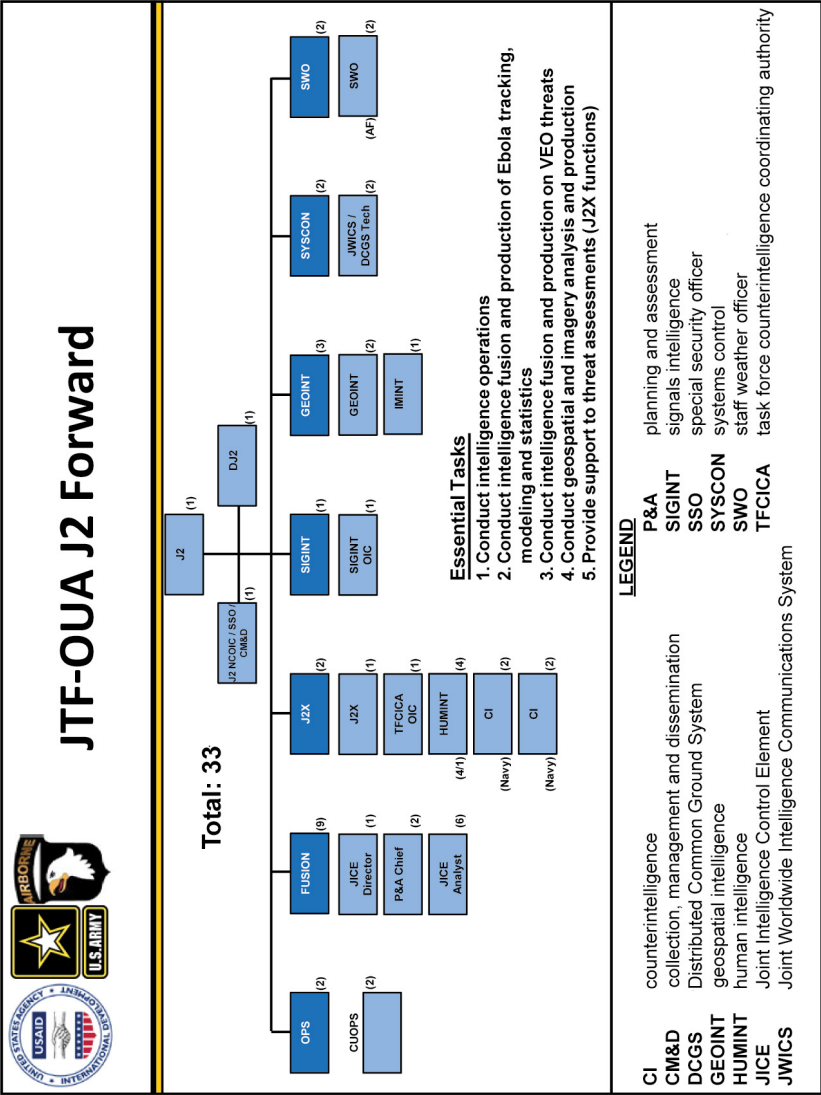 JTF-OUA J2 Forward
UNITED STATES AGENCY
USAID
INTERNATIONAL DEVELOPMENT
U.S.ARMY
AIRBORNE
Total: 33
J2
(1)
J2 NCOIC / SSO /
CM&D
(1)
DJ2
(1)
OPS
(2)
CUOPS
(2)
FUSION
(9)
JICE
Director
(1)
P&A Chief
(2)
JICE
Analyst
(6)
J2X
(2)
J2X
(1)
TFCICA
OIC
(1)
HUMINT
(4)
(4/1)
CI
(2)
(Navy)
CI
(2)
(Navy)
SIGINT
(1)
SIGINT
OIC
(1)
GEOINT
(3)
GEOINT
(2)
IMINT
(1)
SYSCON
(2)
JWICS /
DCGS Tech
(2)
SWO
(2)
SWO
(2)
(AF)
Essential Tasks
1. Conduct intelligence operations
2. Conduct intelligence fusion and production of Ebola tracking,
modeling and statistics
3. Conduct intelligence fusion and production on VEO threats
4. Conduct geospatial and imagery analysis and production
5. Provide support to threat assessments (J2X functions)
LEGEND
CI counterintelligence
CM&D collection, management and dissemination
DCGS Distributed Common Ground System
GEOINT geospatial intelligence
HUMINT human intelligence
JICE Joint Intelligence Control Element
JWICS Joint Worldwide Intelligence Communications System
P&A planning and assessment
SIGINT signals intelligence
SSO special security officer
SYSCON systems control
SWO staff weather officer
TFCICA task force counterintelligence coordinating authority